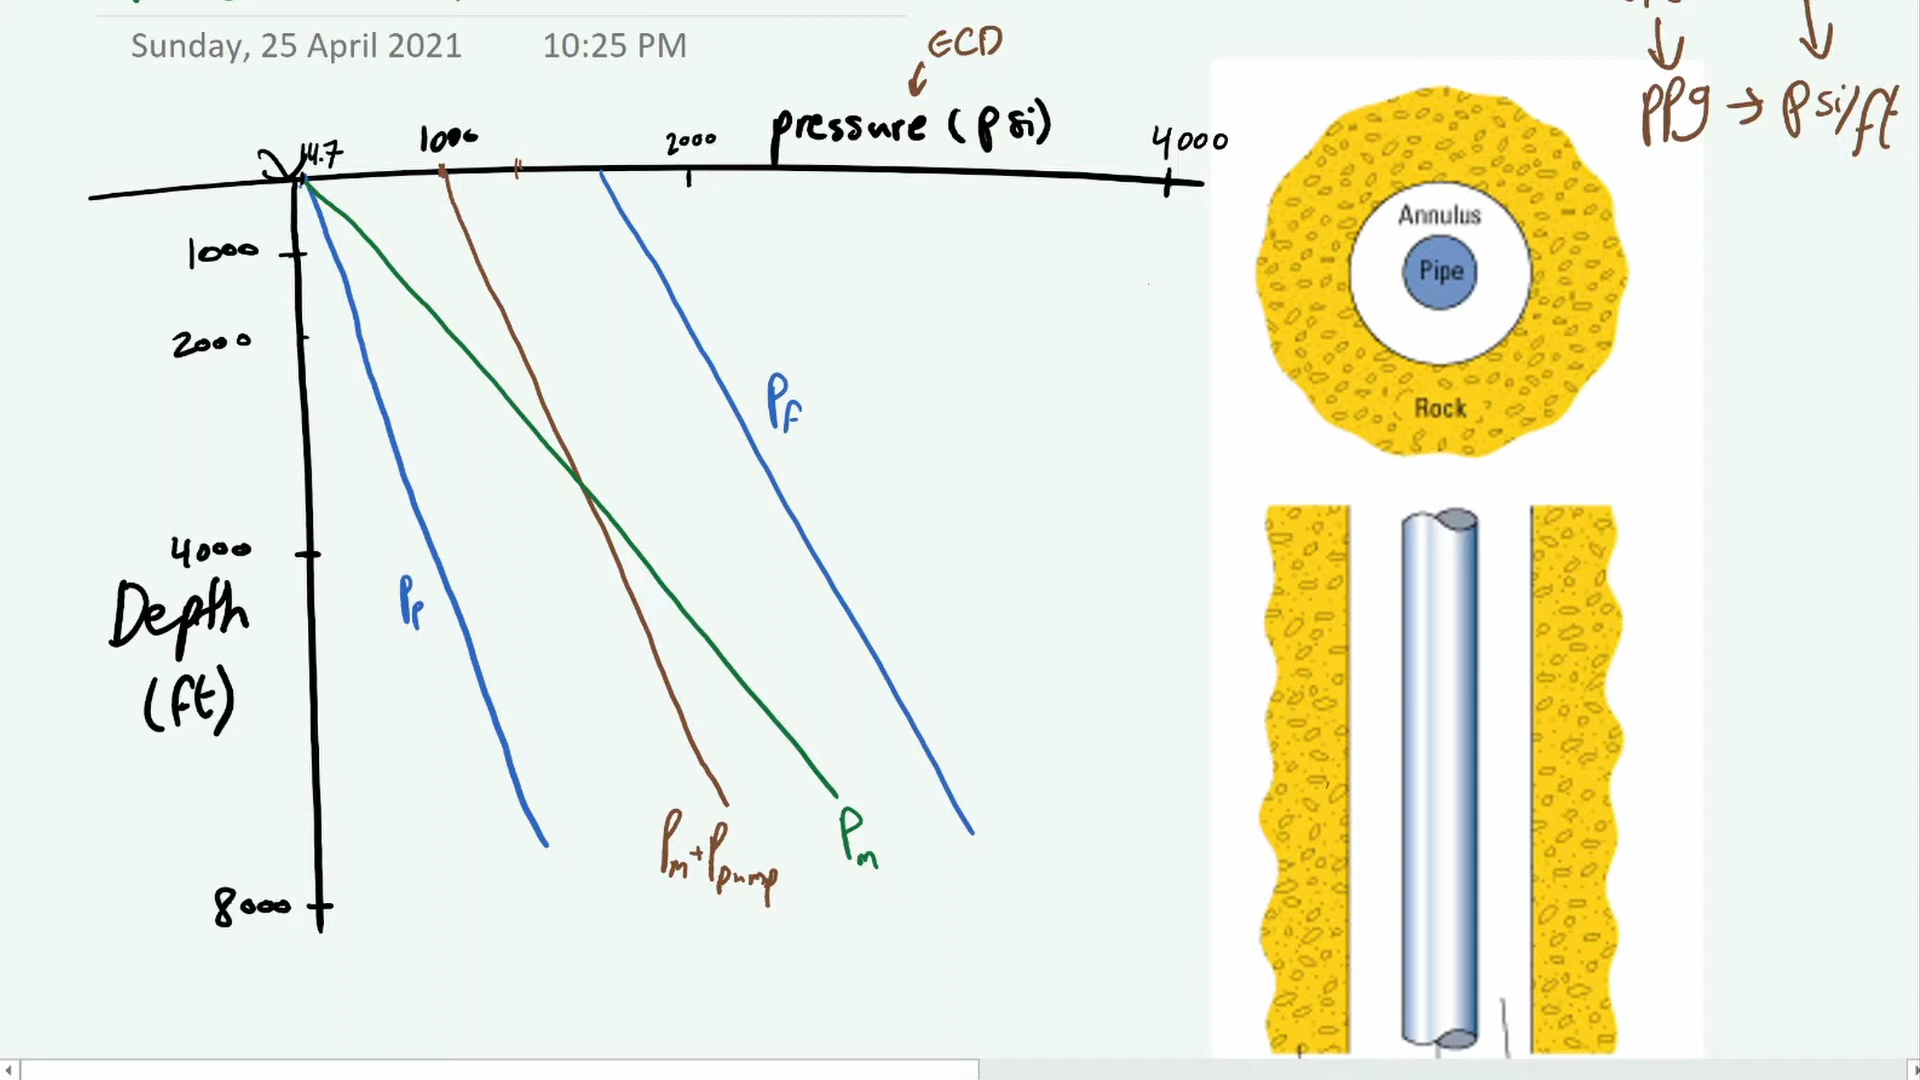 Sunday, 25 April 2021 10:25 PM
ECD
pressure (psi)
14.7 1000 2000 4000
1000
2000
4000
8000
Depth
(ft)
Pp
Pf
Pm+Ppump
Pm
ppg → psi/ft
Annulus
Pipe
Rock